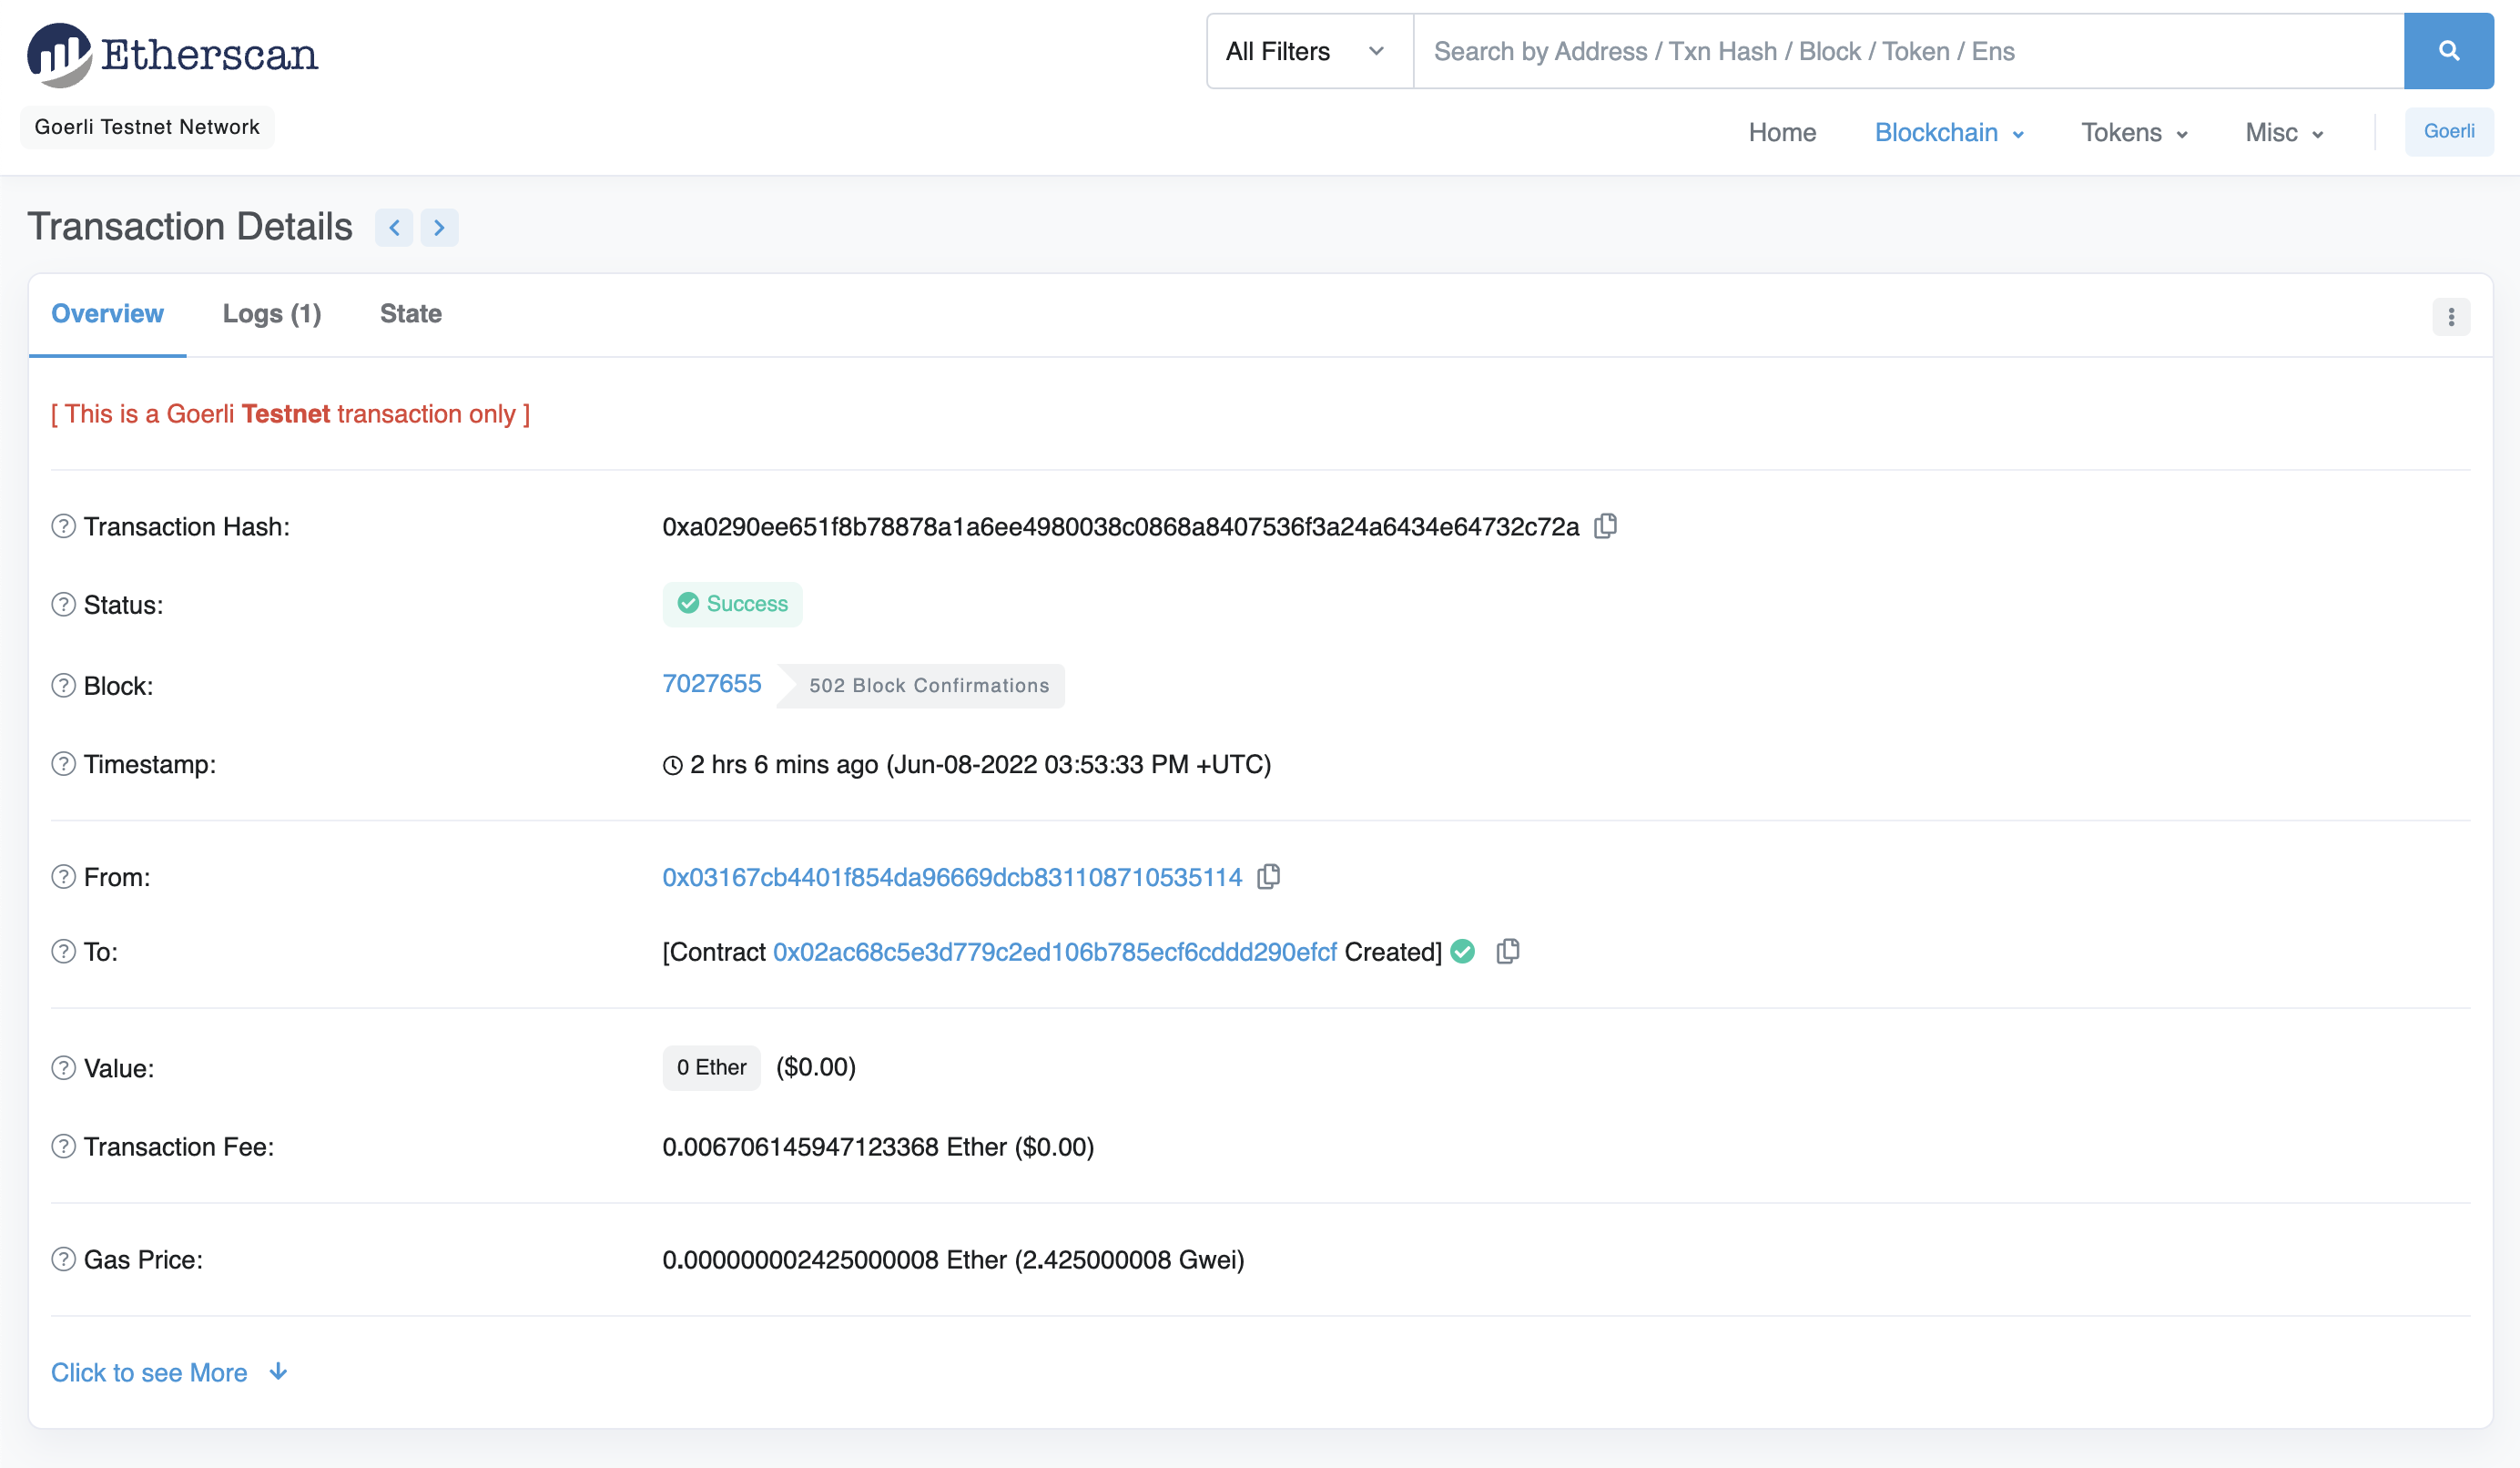 Etherscan
All Filters
Search by Address / Txn Hash / Block / Token / Ens
Goerli Testnet Network
Home Blockchain Tokens Misc Goerli
Transaction Details
Overview Logs (1) State
[ This is a Goerli Testnet transaction only ]
Transaction Hash: 0xa0290ee651f8b78878a1a6ee4980038c0868a8407536f3a24a6434e64732c72a
Status: Success
Block: 7027655 502 Block Confirmations
Timestamp: 2 hrs 6 mins ago (Jun-08-2022 03:53:33 PM +UTC)
From: 0x03167cb4401f854da96669dcb831108710535114
To: [Contract 0x02ac68c5e3d779c2ed106b785ecf6cddd290efcf Created]
Value: 0 Ether ($0.00)
Transaction Fee: 0.006706145947123368 Ether ($0.00)
Gas Price: 0.000000002425000008 Ether (2.425000008 Gwei)
Click to see More